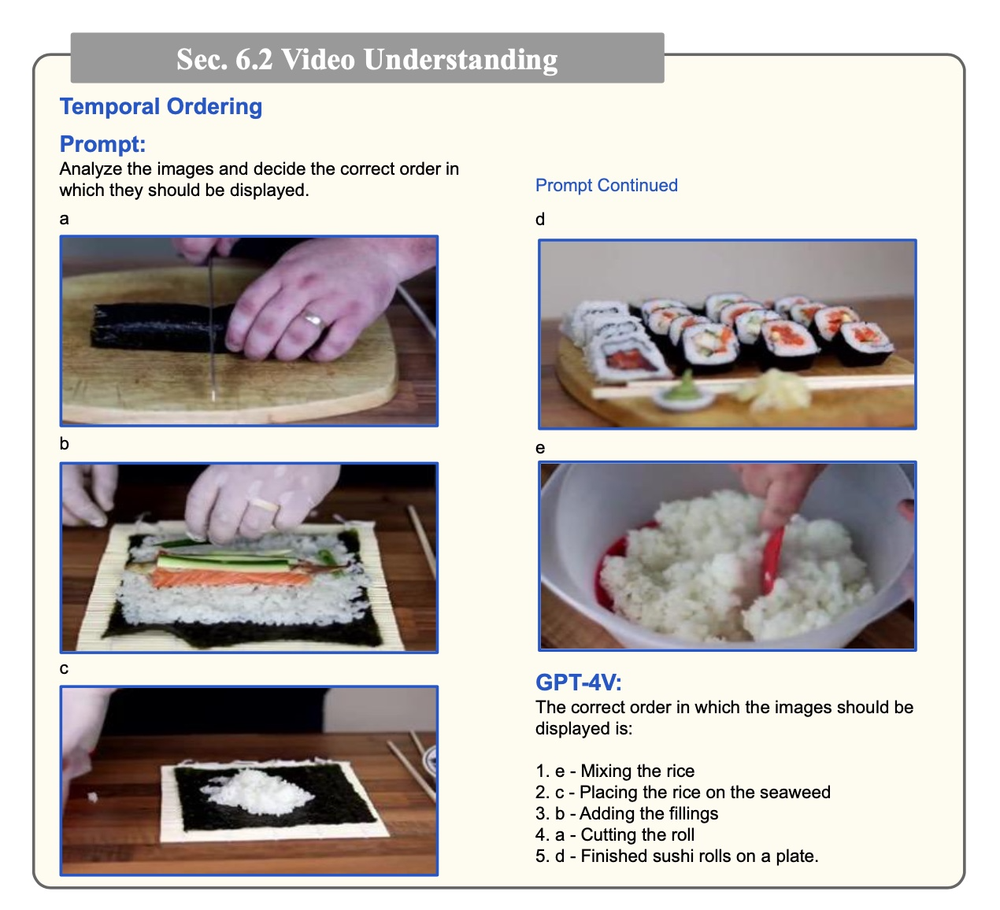 Sec. 6.2 Video Understanding
Temporal Ordering
Prompt:
Analyze the images and decide the correct order in
which they should be displayed.
a
b
c
Prompt Continued
d
e
GPT-4V:
The correct order in which the images should be
displayed is:
1. e - Mixing the rice
2. c - Placing the rice on the seaweed
3. b - Adding the fillings
4. a - Cutting the roll
5. d - Finished sushi rolls on a plate.